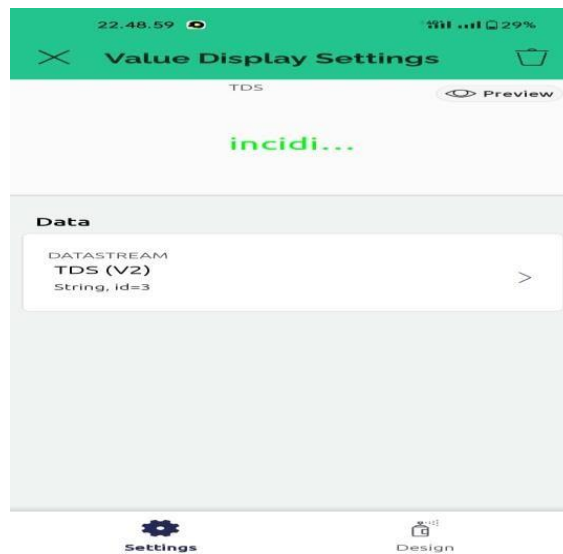 22.48.59 29%
Value Display Settings
TDS
Preview
incidi...
Data
DATASTREAM
TDS (V2)
String, id=3
Settings
Design